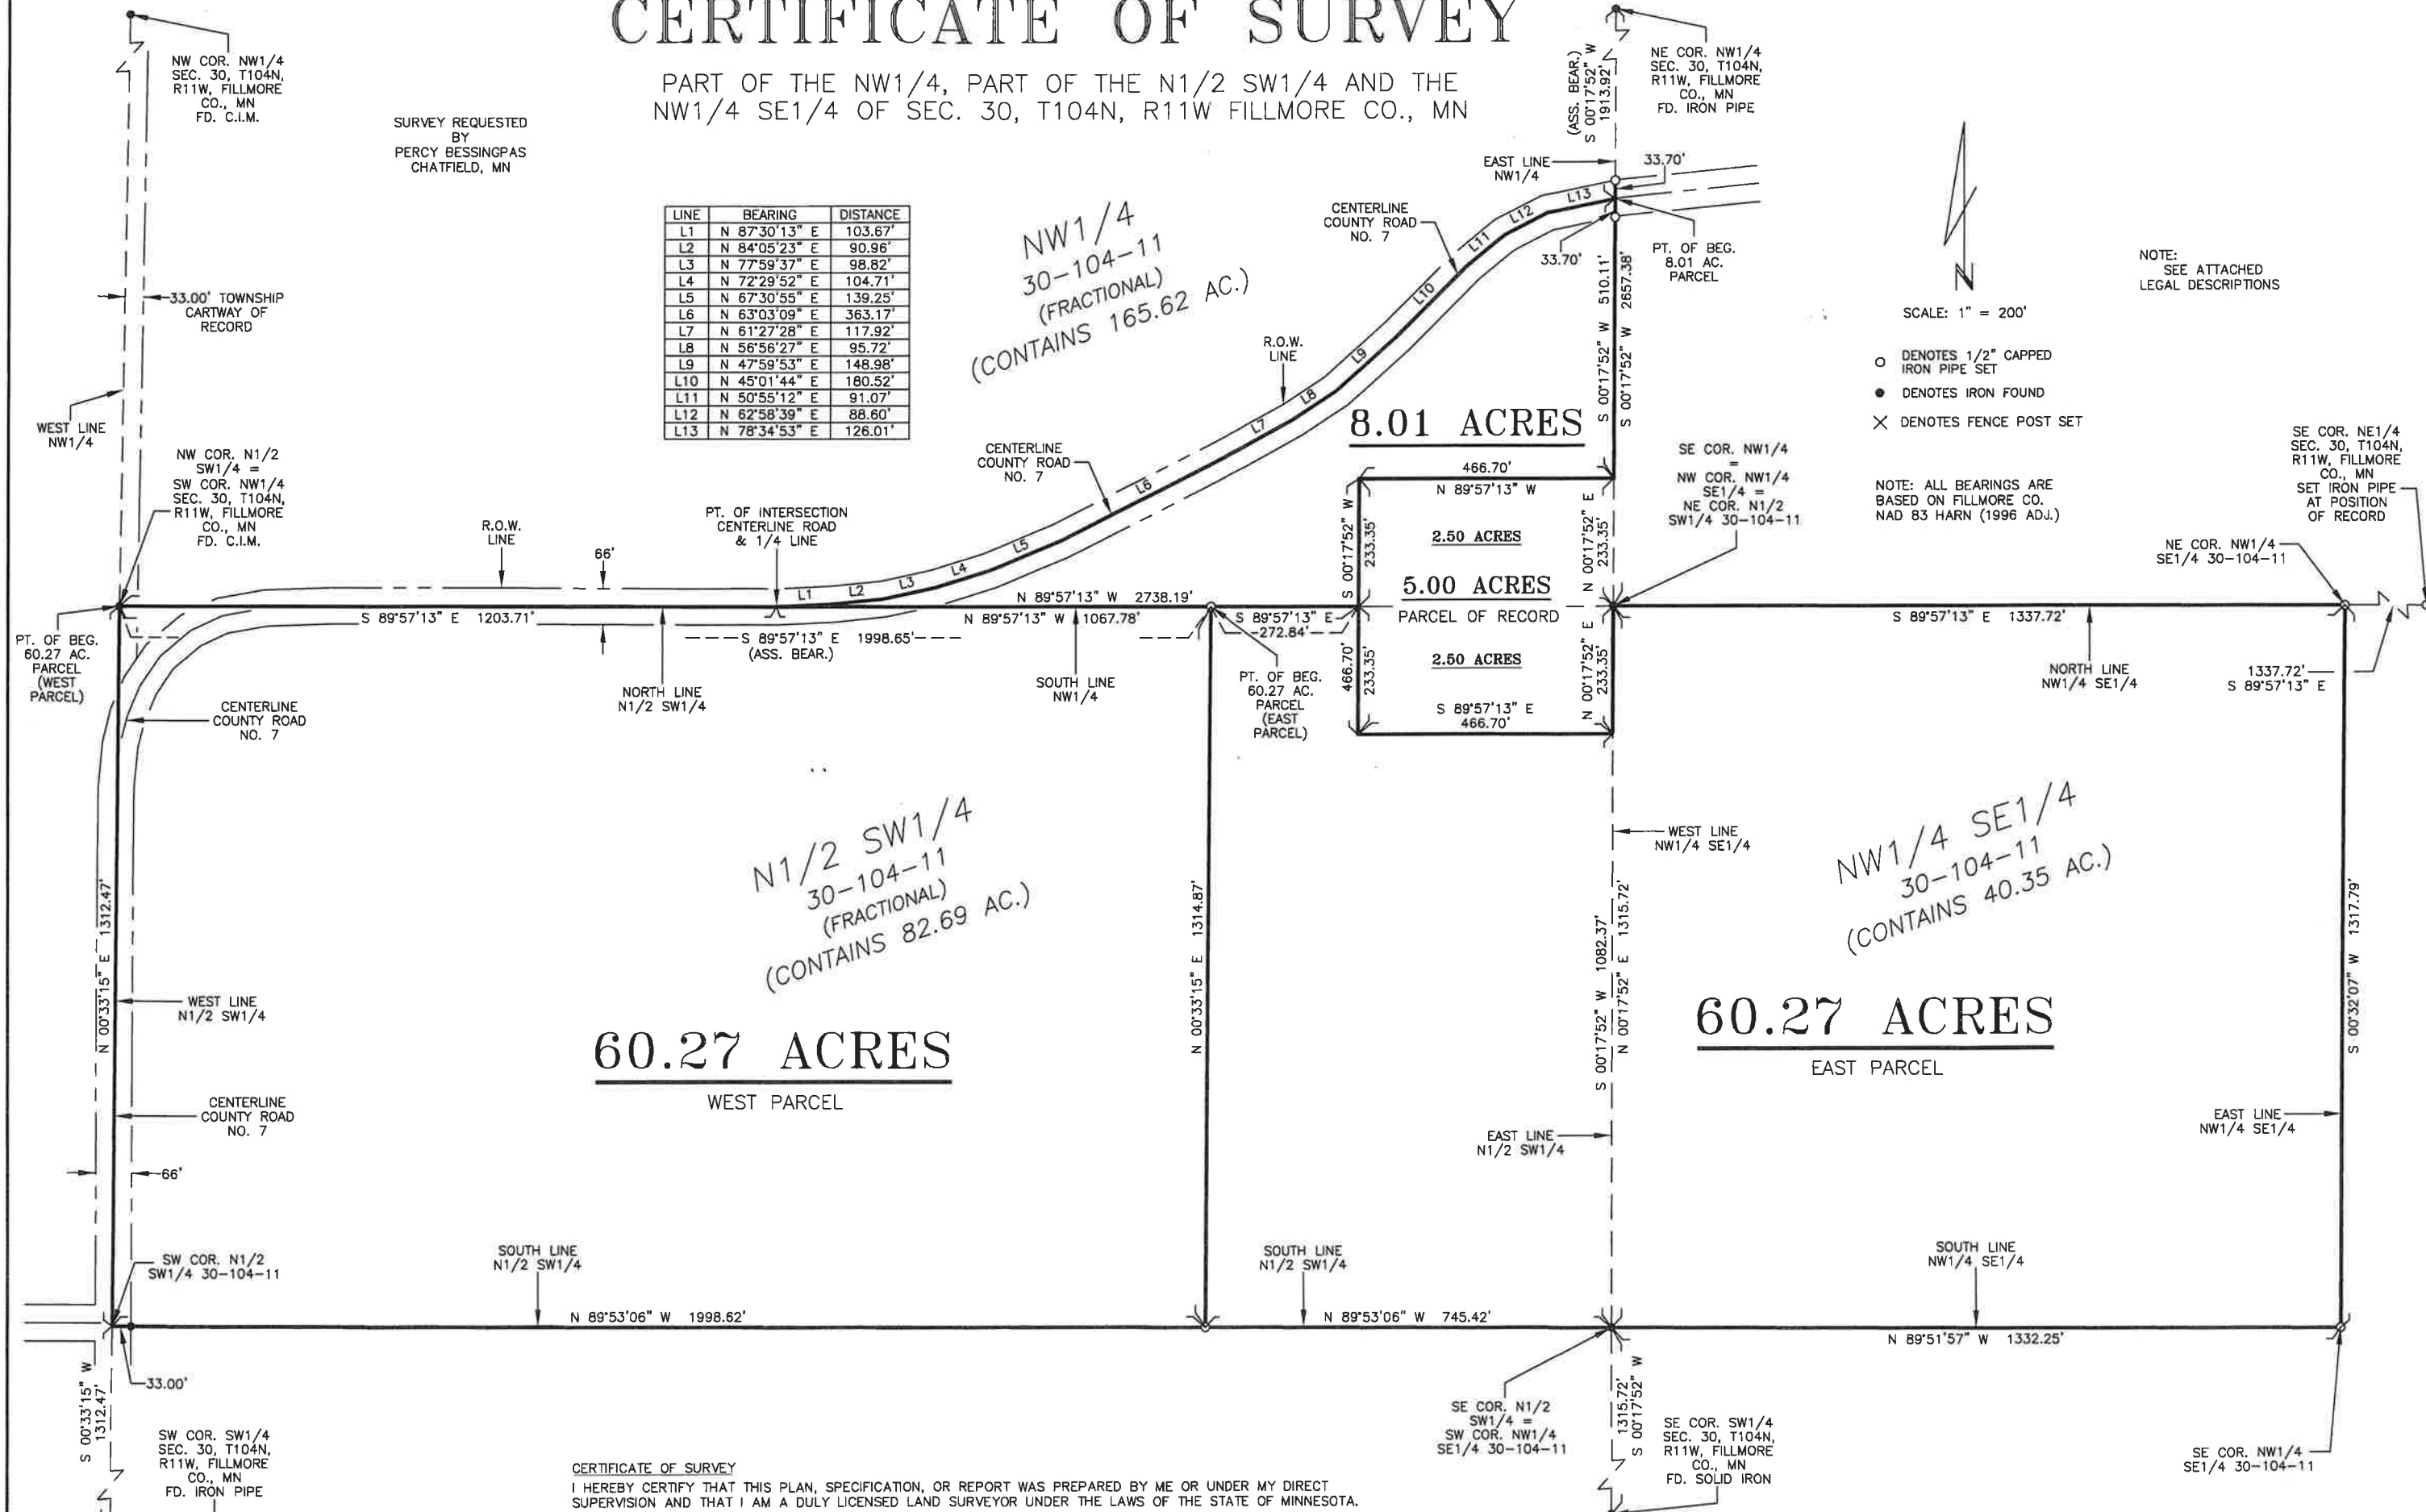 CERTIFICATE OF SURVEY
PART OF THE NW1/4, PART OF THE N1/2 SW1/4 AND THE
NW1/4 SE1/4 OF SEC. 30, T104N, R11W FILLMORE CO., MN
NW COR. NW1/4
SEC. 30, T104N,
R11W, FILLMORE
CO., MN
FD. C.I.M.
SURVEY REQUESTED
BY
PERCY BESSINGPAS
CHATFIELD, MN
(ASS. BEAR.)
S 00°17'52" W
1913.92'
NE COR. NW1/4
SEC. 30, T104N,
R11W, FILLMORE
CO., MN
FD. IRON PIPE
EAST LINE
NW1/4
33.70'
LINE BEARING DISTANCE
L1 N 87°30'13" E 103.67'
L2 N 84°05'23" E 90.96'
L3 N 77°59'37" E 98.82'
L4 N 72°29'52" E 104.71'
L5 N 67°30'55" E 139.25'
L6 N 63°03'09" E 363.17'
L7 N 61°27'28" E 117.92'
L8 N 56°56'27" E 95.72'
L9 N 47°59'53" E 148.98'
L10 N 45°01'44" E 180.52'
L11 N 50°55'12" E 91.07'
L12 N 62°58'39" E 88.60'
L13 N 78°34'53" E 126.01'
NW1/4
30-104-11
(FRACTIONAL)
(CONTAINS 165.62 AC.)
CENTERLINE
COUNTY ROAD
NO. 7
L13
L12
L11
L10
L9
L8
L7
L6
L5
L4
L3
L2
L1
33.70'
PT. OF BEG.
8.01 AC.
PARCEL
S 00°17'52" W 510.11'
S 00°17'52" W 2657.38'
N
NOTE:
SEE ATTACHED
LEGAL DESCRIPTIONS
SCALE: 1" = 200'
DENOTES 1/2" CAPPED
IRON PIPE SET
DENOTES IRON FOUND
DENOTES FENCE POST SET
NOTE: ALL BEARINGS ARE
BASED ON FILLMORE CO.
NAD 83 HARN (1996 ADJ.)
33.00' TOWNSHIP
CARTWAY OF
RECORD
WEST LINE
NW1/4
NW COR. N1/2
SW1/4 =
SW COR. NW1/4
SEC. 30, T104N,
R11W, FILLMORE
CO., MN
FD. C.I.M.
R.O.W.
LINE
66'
PT. OF INTERSECTION
CENTERLINE ROAD
& 1/4 LINE
CENTERLINE
COUNTY ROAD
NO. 7
R.O.W.
LINE
8.01 ACRES
466.70'
N 89°57'13" W
S 00°17'52" W
233.35'
2.50 ACRES
N 00°17'52" E
233.35'
5.00 ACRES
PARCEL OF RECORD
2.50 ACRES
466.70'
233.35'
N 00°17'52" E
233.35'
S 89°57'13" E
466.70'
SE COR. NW1/4
=
NW COR. NW1/4
SE1/4 =
NE COR. N1/2
SW1/4 30-104-11
SE COR. NE1/4
SEC. 30, T104N,
R11W, FILLMORE
CO., MN
SET IRON PIPE
AT POSITION
OF RECORD
NE COR. NW1/4
SE1/4 30-104-11
PT. OF BEG.
60.27 AC.
PARCEL
(WEST
PARCEL)
S 89°57'13" E 1203.71'
N 89°57'13" W 2738.19'
N 89°57'13" W 1067.78'
S 89°57'13" E 1998.65'
(ASS. BEAR.)
S 89°57'13" E
272.84'
PT. OF BEG.
60.27 AC.
PARCEL
(EAST
PARCEL)
S 89°57'13" E 1337.72'
NORTH LINE
NW1/4 SE1/4
1337.72'
S 89°57'13" E
CENTERLINE
COUNTY ROAD
NO. 7
NORTH LINE
N1/2 SW1/4
SOUTH LINE
NW1/4
N1/2 SW1/4
30-104-11
(FRACTIONAL)
(CONTAINS 82.69 AC.)
N 00°33'15" E 1312.47'
WEST LINE
N1/2 SW1/4
60.27 ACRES
WEST PARCEL
N 00°33'15" E 1314.87'
WEST LINE
NW1/4 SE1/4
S 00°17'52" W 1082.37'
N 00°17'52" E 1315.72'
NW1/4 SE1/4
30-104-11
(CONTAINS 40.35 AC.)
60.27 ACRES
EAST PARCEL
S 00°32'07" W 1317.79'
CENTERLINE
COUNTY ROAD
NO. 7
66'
EAST LINE
N1/2 SW1/4
EAST LINE
NW1/4 SE1/4
SW COR. N1/2
SW1/4 30-104-11
SOUTH LINE
N1/2 SW1/4
SOUTH LINE
N1/2 SW1/4
SOUTH LINE
NW1/4 SE1/4
N 89°53'06" W 1998.62'
N 89°53'06" W 745.42'
N 89°51'57" W 1332.25'
33.00'
S 00°33'15" W
1312.47'
SW COR. SW1/4
SEC. 30, T104N,
R11W, FILLMORE
CO., MN
FD. IRON PIPE
SE COR. N1/2
SW1/4 =
SW COR. NW1/4
SE1/4 30-104-11
1315.72'
S 00°17'52" W
SE COR. SW1/4
SEC. 30, T104N,
R11W, FILLMORE
CO., MN
FD. SOLID IRON
SE COR. NW1/4
SE1/4 30-104-11
CERTIFICATE OF SURVEY
I HEREBY CERTIFY THAT THIS PLAN, SPECIFICATION, OR REPORT WAS PREPARED BY ME OR UNDER MY DIRECT
SUPERVISION AND THAT I AM A DULY LICENSED LAND SURVEYOR UNDER THE LAWS OF THE STATE OF MINNESOTA.